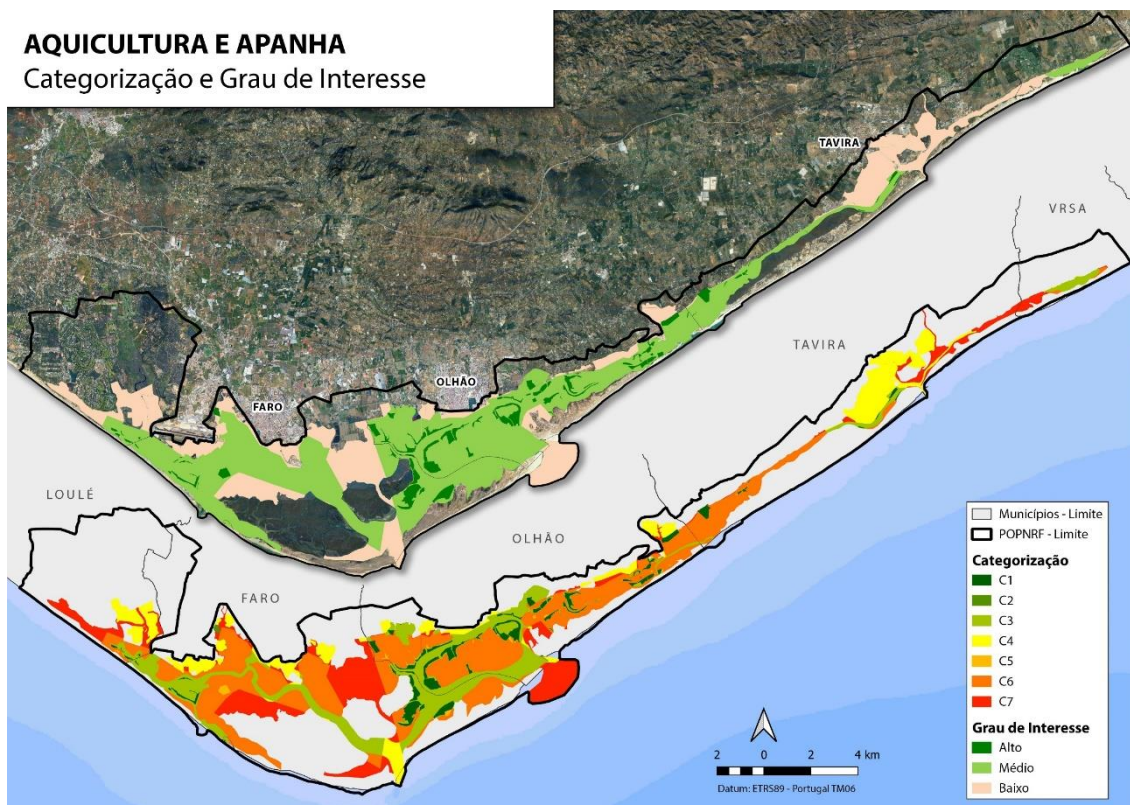 AQUICULTURA E APANHA
Categorização e Grau de Interesse
TAVIRA
VRSA
OLHÃO
FARO
TAVIRA
LOULÉ
OLHÃO
FARO
Municípios - Limite
POPNRF - Limite
Categorização
C1
C2
C3
C4
C5
C6
C7
Grau de Interesse
Alto
Médio
Baixo
2 0 2 4 km
Datum: ETRS89 - Portugal TM06